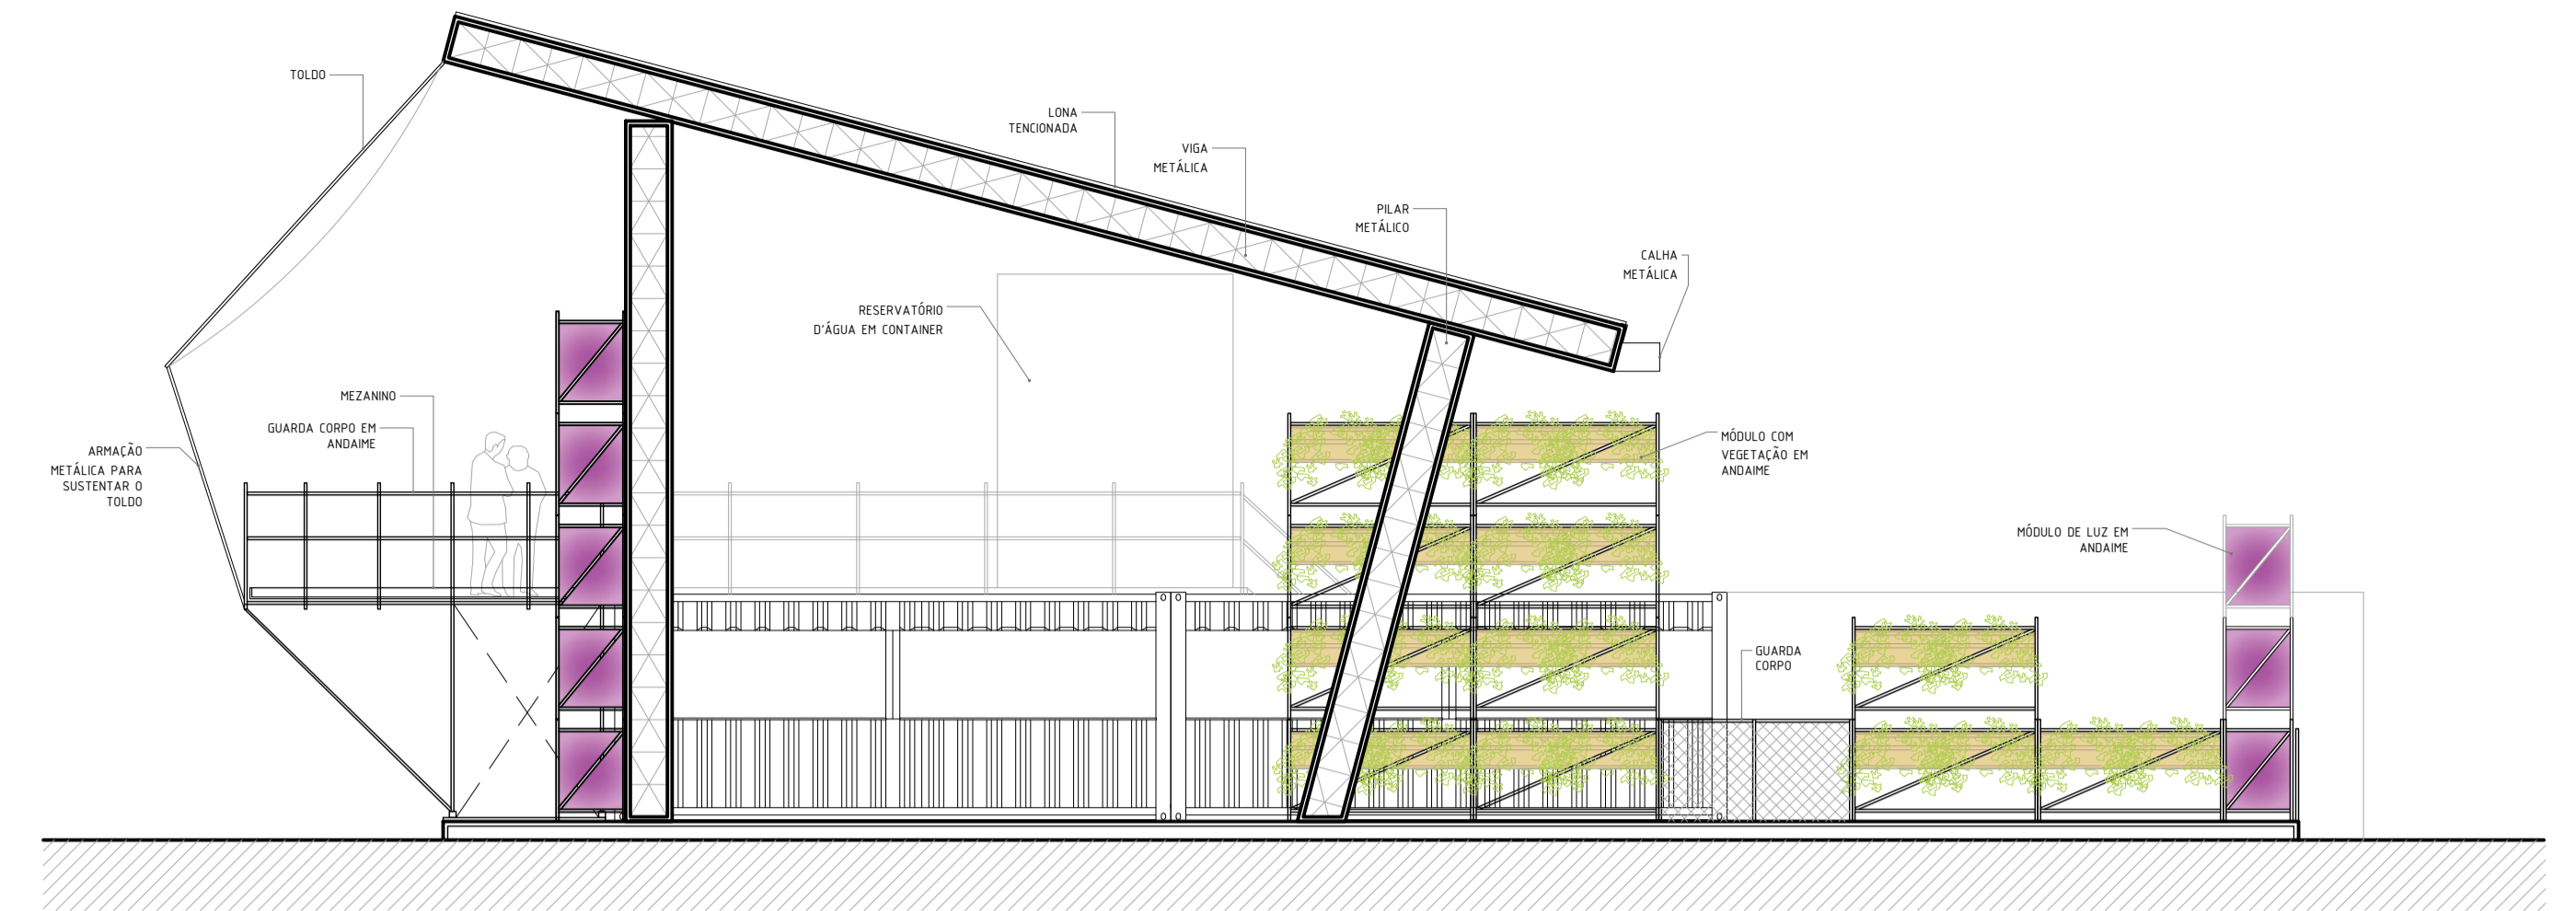 TOLDO
LONA
TENCIONADA
VIGA
METÁLICA
PILAR
METÁLICO
CALHA
METÁLICA
RESERVATÓRIO
D'ÁGUA EM CONTAINER
MEZANINO
GUARDA CORPO EM
ANDAIME
ARMAÇÃO
METÁLICA PARA
SUSTENTAR O
TOLDO
MÓDULO COM
VEGETAÇÃO EM
ANDAIME
MÓDULO DE LUZ EM
ANDAIME
GUARDA
CORPO